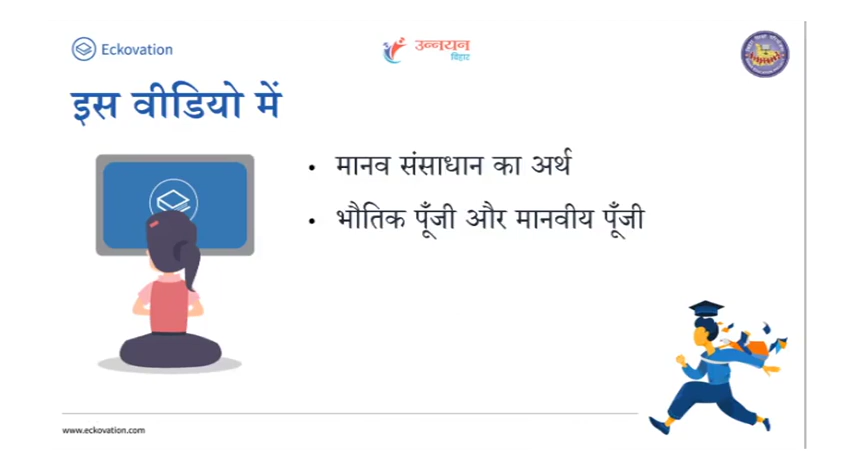 Eckovation
उन्नयन
बिहार
इस वीडियो में
• मानव संसाधान का अर्थ
• भौतिक पूँजी और मानवीय पूँजी
www.eckovation.com